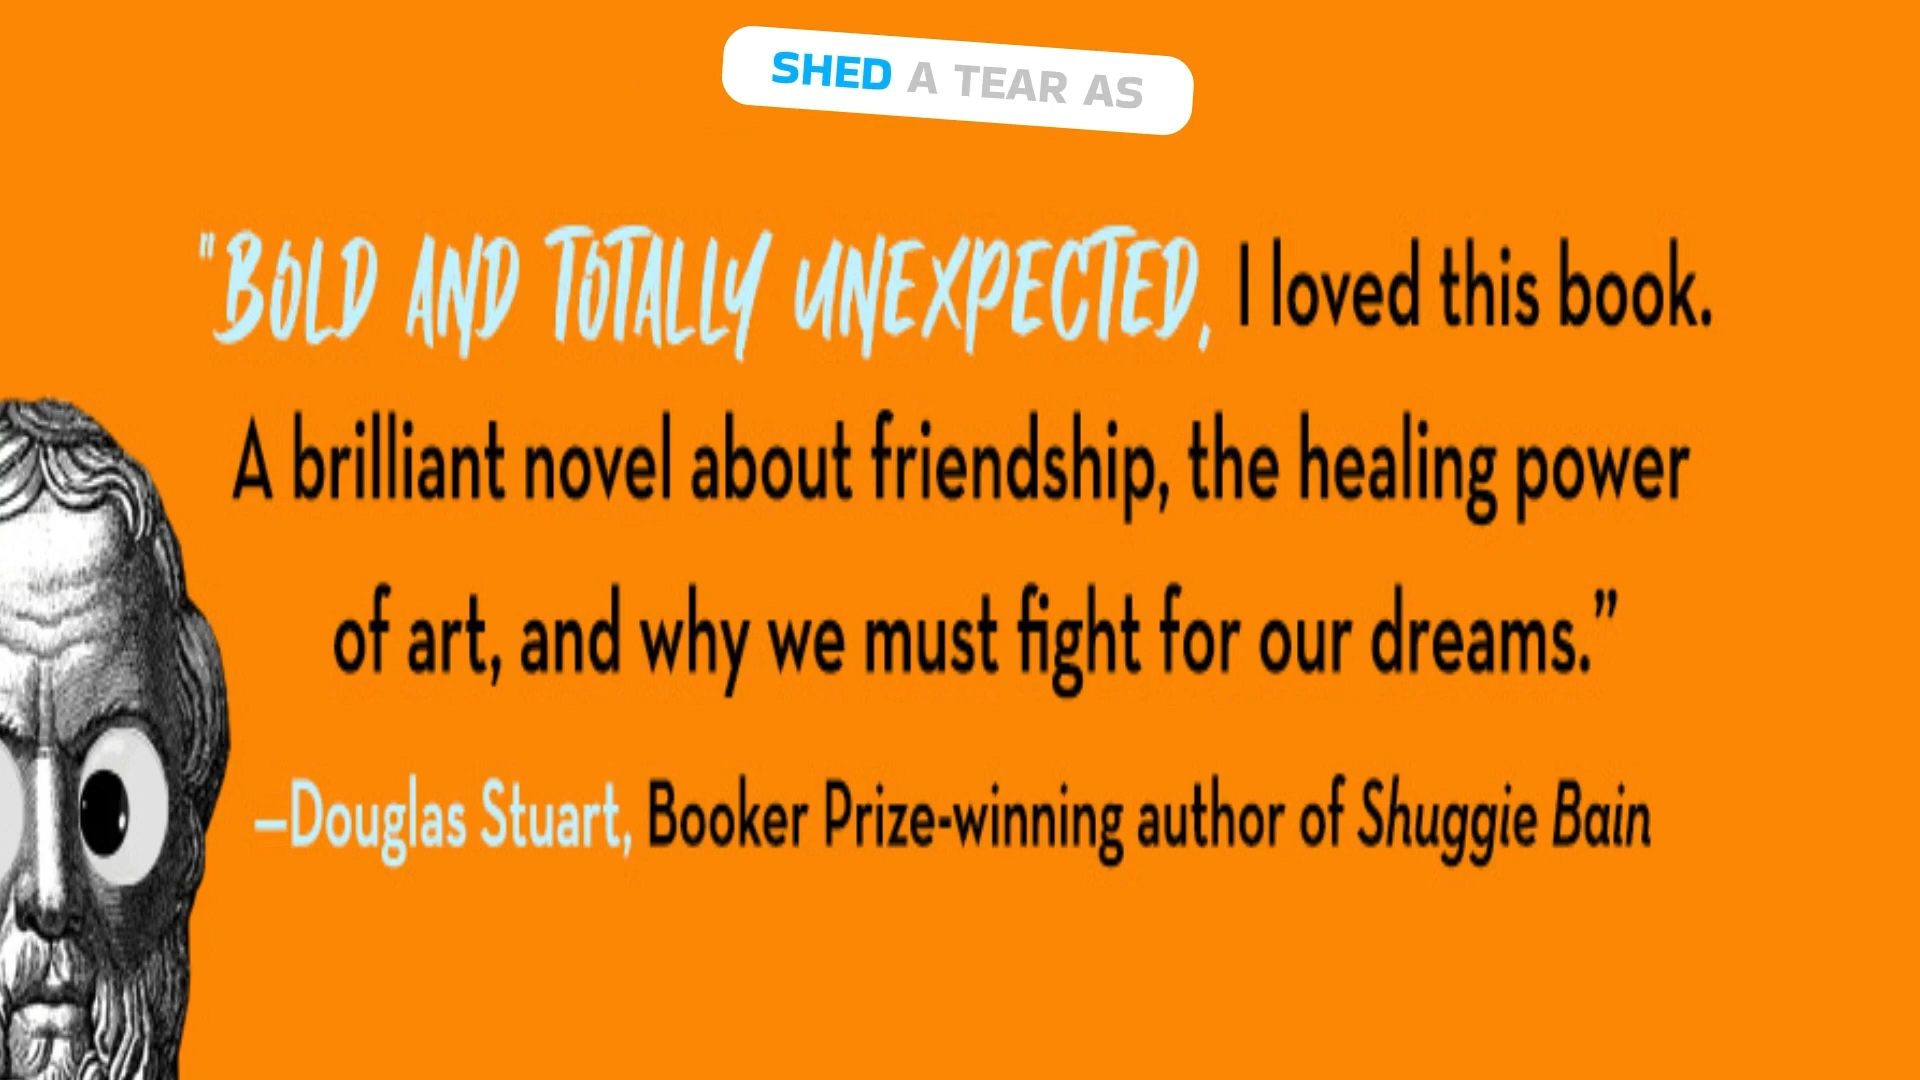 SHED A TEAR AS
"BOLD AND TOTALLY UNEXPECTED, I loved this book.
A brilliant novel about friendship, the healing power
of art, and why we must fight for our dreams.”
—Douglas Stuart, Booker Prize-winning author of Shuggie Bain